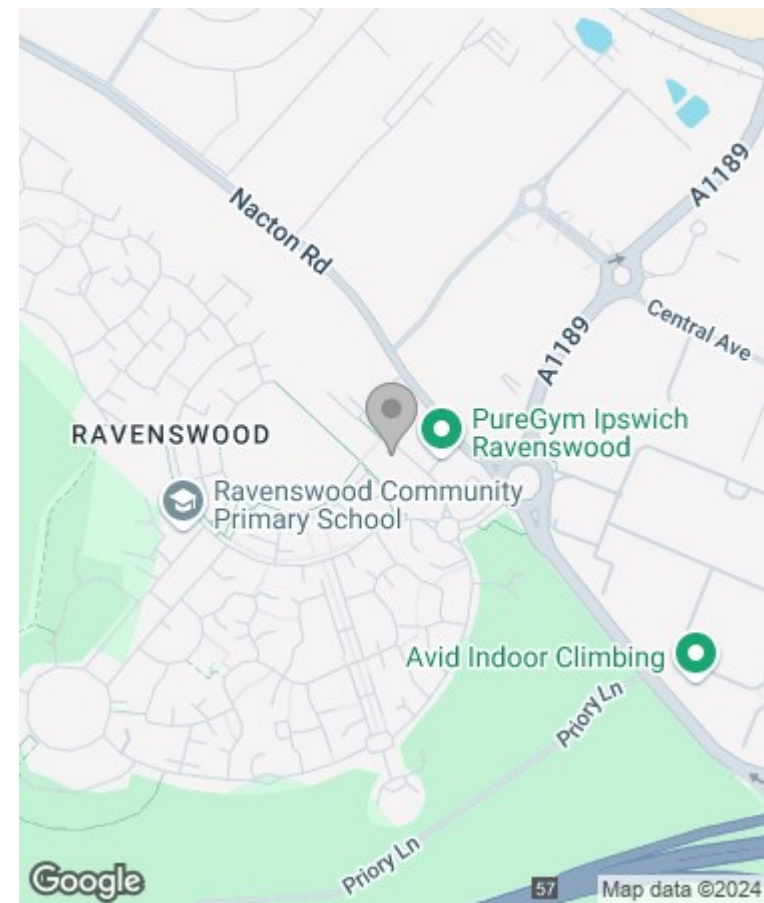 A1189
Nacton Rd
Central Ave
A1189
PureGym Ipswich
Ravenswood
RAVENSWOOD
Ravenswood Community
Primary School
Avid Indoor Climbing
Priory Ln
Priory Ln
Google
57
Map data ©2024